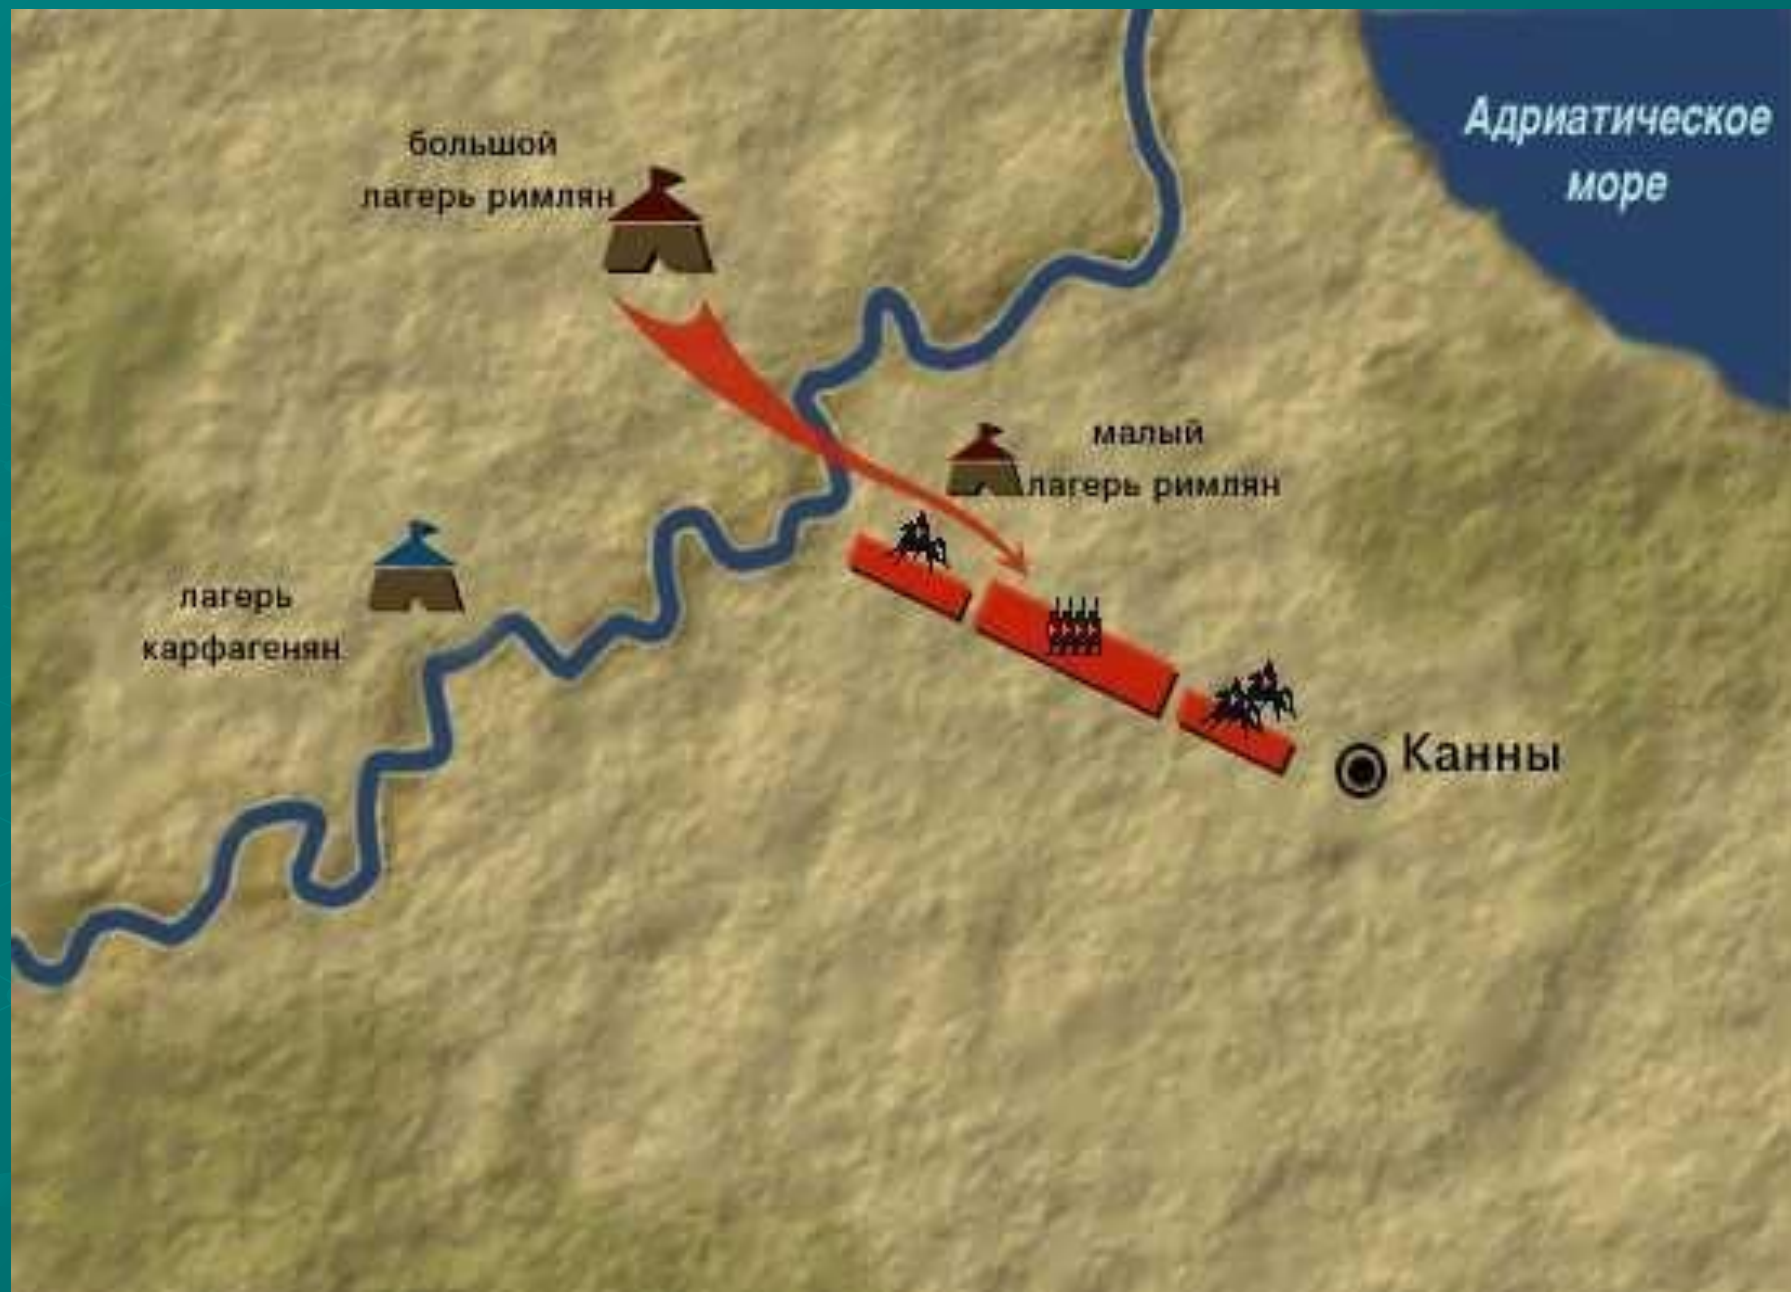 Адриатическое
море
большой
лагерь римлян
малый
лагерь римлян
лагерь
карфагенян
Канны